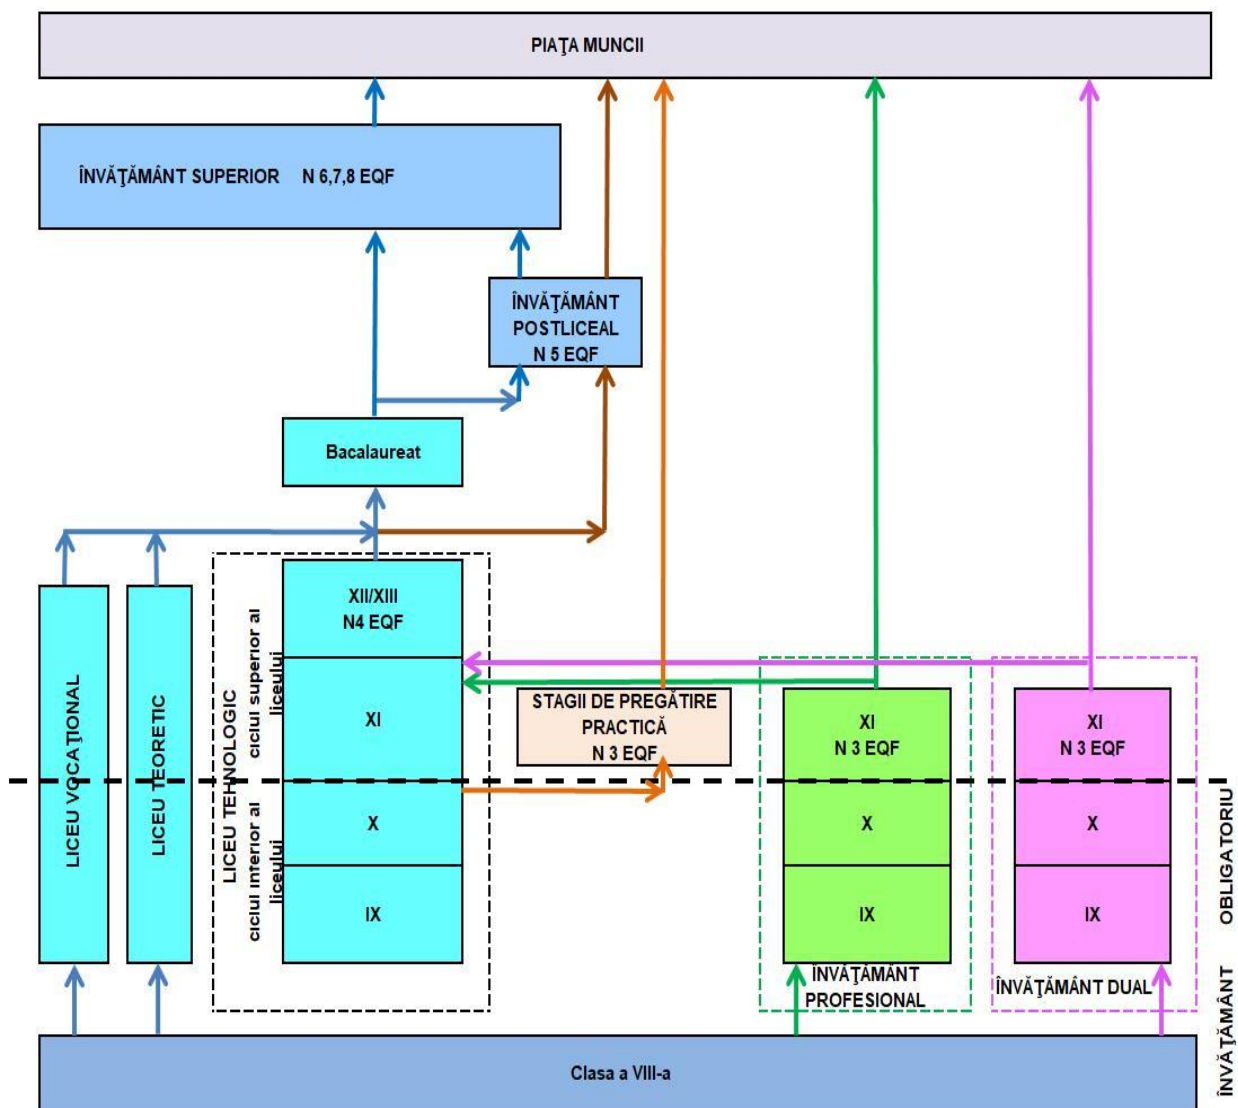 PIAŢA MUNCII
ÎNVĂŢĂMÂNT SUPERIOR N 6,7,8 EQF
ÎNVĂŢĂMÂNT
POSTLICEAL
N 5 EQF
Bacalaureat
LICEU VOCAŢIONAL
LICEU TEORETIC
LICEU TEHNOLOGIC
ciclul superior al
liceului
ciclul inferior al
liceului
XII/XIII
N4 EQF
XI
X
IX
STAGII DE PREGĂTIRE
PRACTICĂ
N 3 EQF
XI
N 3 EQF
X
IX
ÎNVĂŢĂMÂNT
PROFESIONAL
XI
N 3 EQF
X
IX
ÎNVĂŢĂMÂNT DUAL
ÎNVĂŢĂMÂNT OBLIGATORIU
Clasa a VIII-a